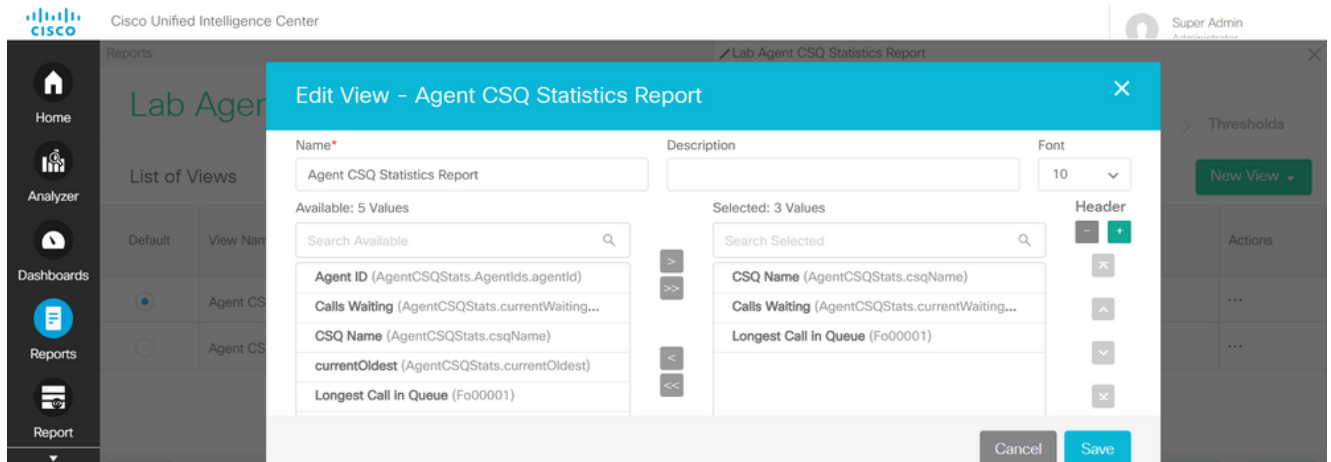 CISCO
Cisco Unified Intelligence Center
Super Admin
Administrator
Reports
Lab Agent CSQ Statistics Report
Home
Analyzer
Dashboards
Reports
Report
Lab Ager
Thresholds
List of Views
New View
Default
View Nam
Actions
Agent CS
...
Agent CS
...
Edit View - Agent CSQ Statistics Report
Name*
Description
Font
Agent CSQ Statistics Report
10
Available: 5 Values
Selected: 3 Values
Header
Search Available
Search Selected
- +
Agent ID (AgentCSQStats.AgentIds.agentId)
Calls Waiting (AgentCSQStats.currentWaiting...
CSQ Name (AgentCSQStats.csqName)
currentOldest (AgentCSQStats.currentOldest)
Longest Call in Queue (Fo00001)
>
>>
<
<<
CSQ Name (AgentCSQStats.csqName)
Calls Waiting (AgentCSQStats.currentWaiting...
Longest Call in Queue (Fo00001)
Cancel
Save